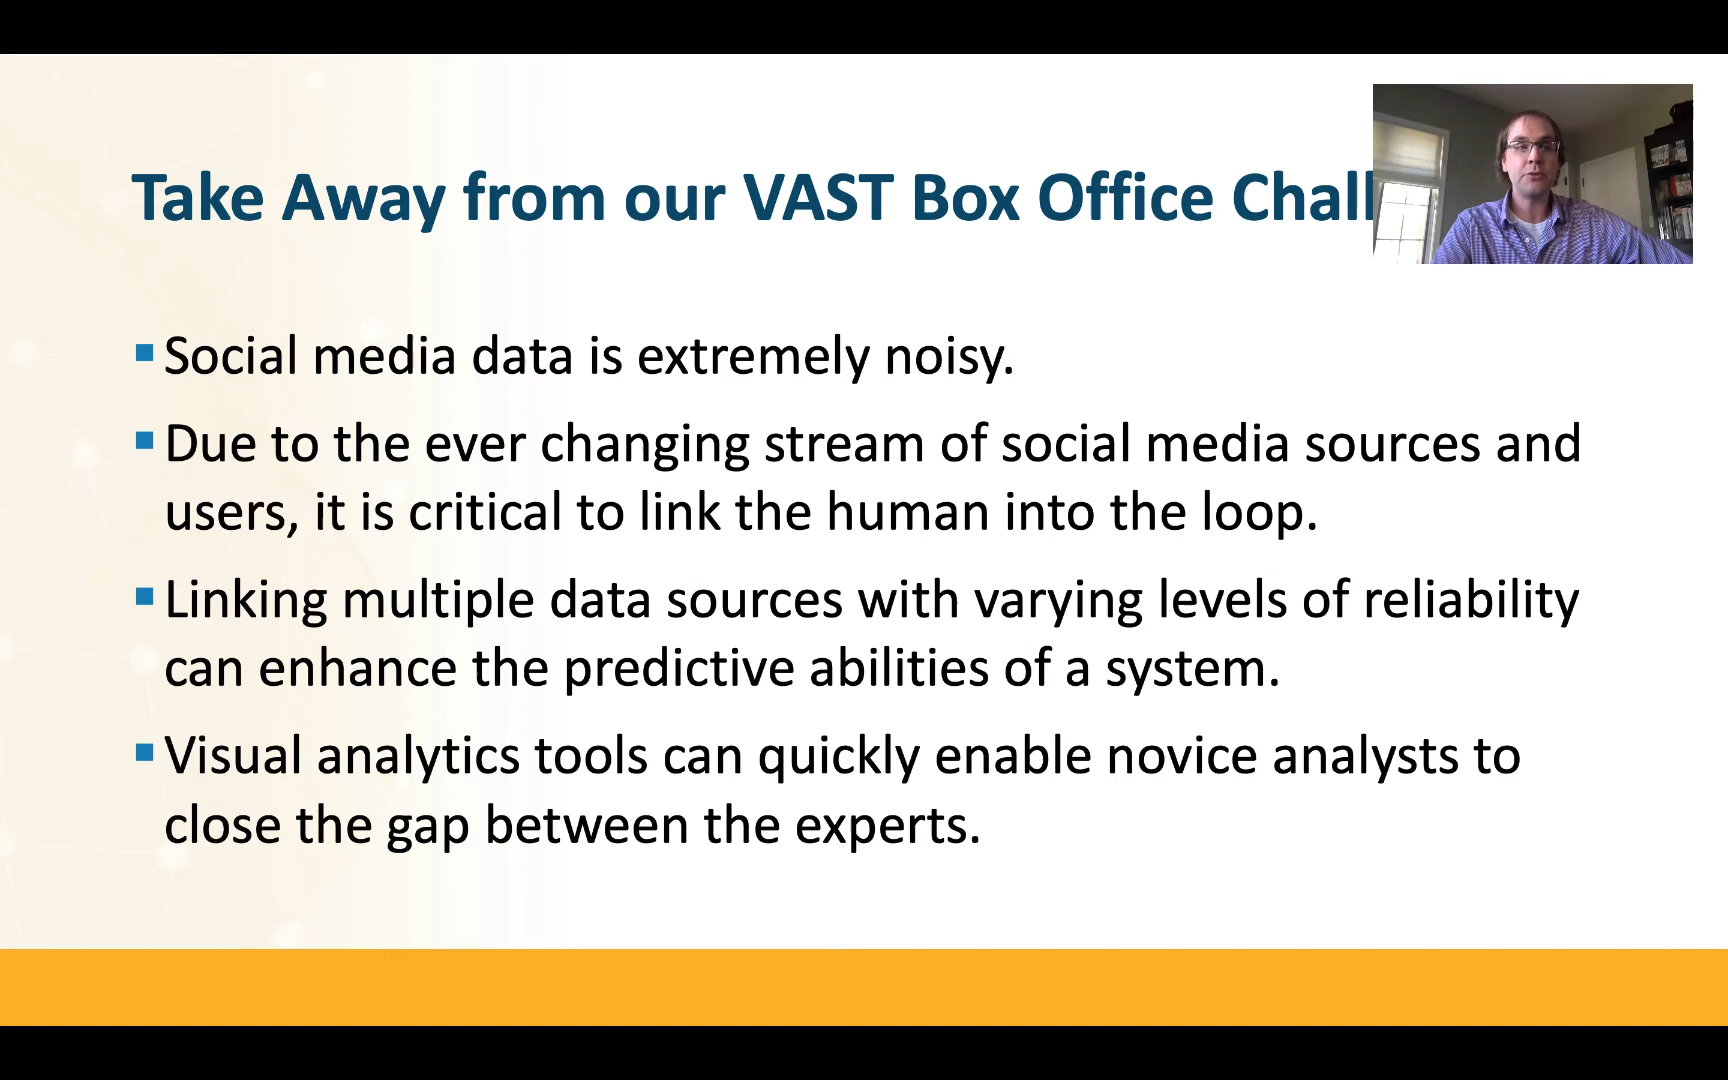 Take Away from our VAST Box Office Chall
Social media data is extremely noisy.
Due to the ever changing stream of social media sources and
users, it is critical to link the human into the loop.
Linking multiple data sources with varying levels of reliability
can enhance the predictive abilities of a system.
Visual analytics tools can quickly enable novice analysts to
close the gap between the experts.